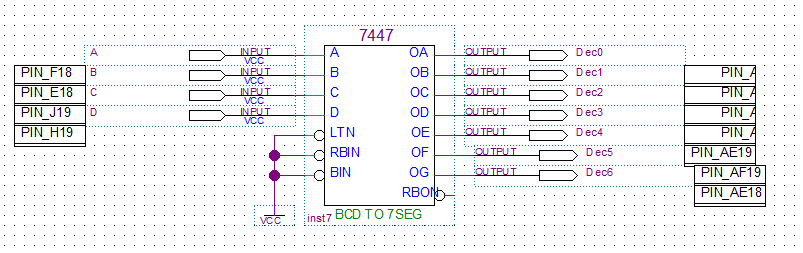 7447
A INPUT VCC A OA OUTPUT Dec0
PIN_F18 B INPUT VCC B OB OUTPUT Dec1 PIN_A
PIN_E18 C INPUT VCC C OC OUTPUT Dec2 PIN_A
PIN_J19 D INPUT VCC D OD OUTPUT Dec3 PIN_A
PIN_H19 LTN OE OUTPUT Dec4 PIN_A
RBIN OF OUTPUT Dec5 PIN_AE19
BIN OG OUTPUT Dec6 PIN_AF19
RBON PIN_AE18
VCC inst7 BCD TO 7SEG